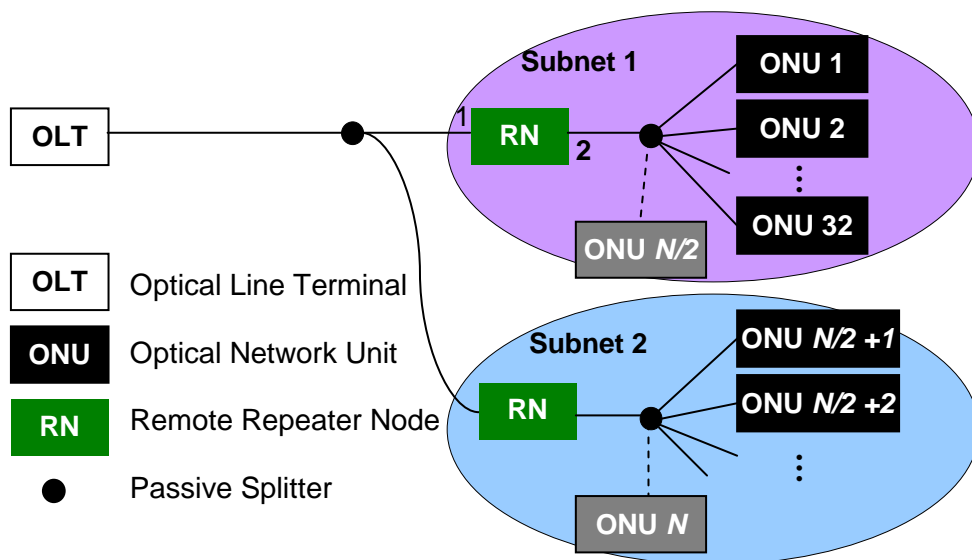 Subnet 1
ONU 1
OLT
1
RN
2
ONU 2
ONU N/2
ONU 32
OLT Optical Line Terminal
ONU Optical Network Unit
RN Remote Repeater Node
Passive Splitter
Subnet 2
ONU N/2 +1
RN
ONU N/2 +2
ONU N